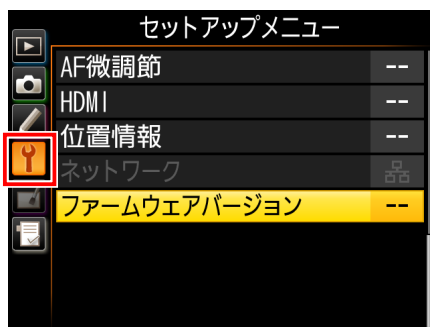 セットアップメニュー
AF微調節 --
HDMI --
位置情報 --
ネットワーク
ファームウェアバージョン --